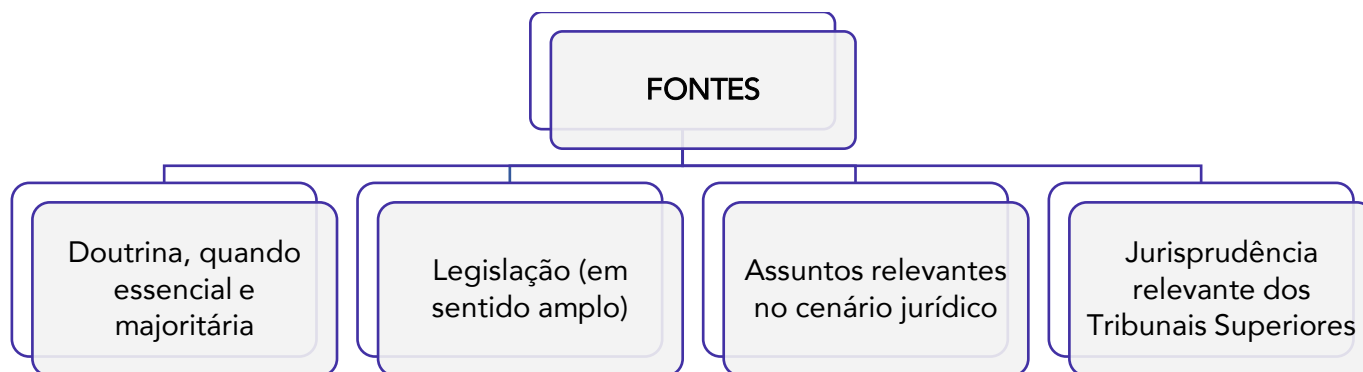 FONTES
Doutrina, quando
essencial e
majoritária
Legislação (em
sentido amplo)
Assuntos relevantes
no cenário jurídico
Jurisprudência
relevante dos
Tribunais Superiores